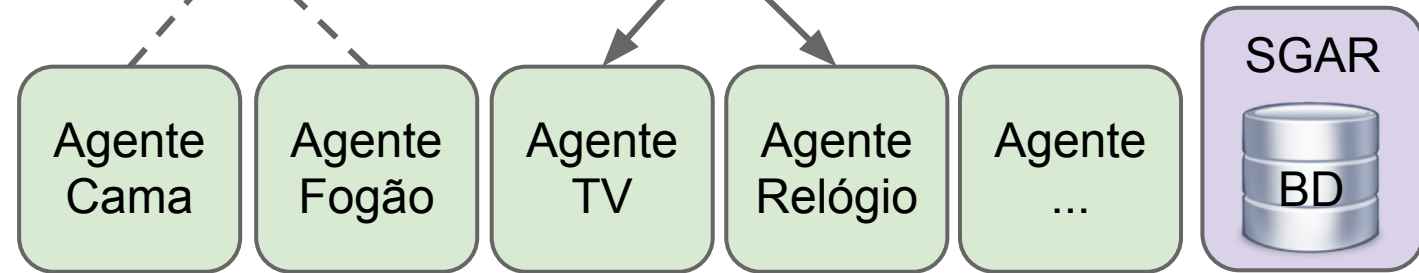 Agente
Cama
Agente
Fogão
Agente
TV
Agente
Relógio
Agente
...
SGAR
BD